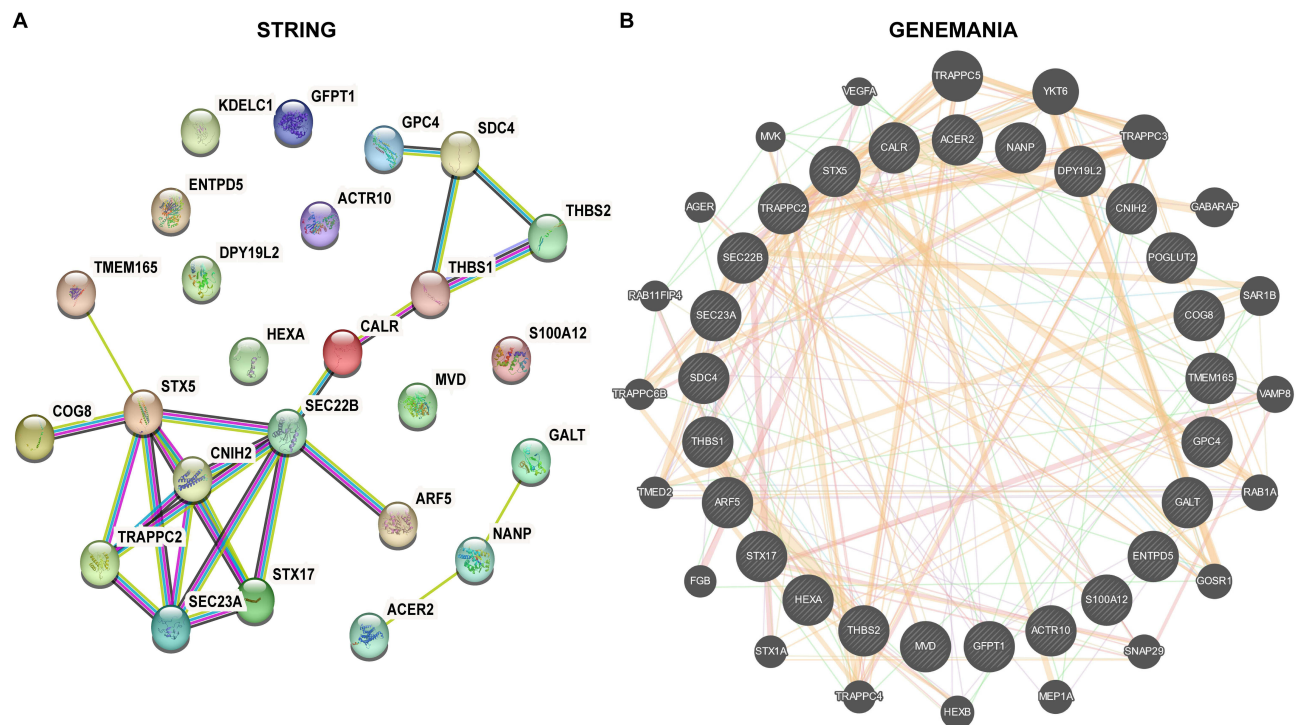 A
STRING
KDELC1
GFPT1
GPC4
SDC4
ENTPD5
ACTR10
THBS2
DPY19L2
TMEM165
THBS1
CALR
HEXA
S100A12
STX5
MVD
COG8
SEC22B
CNIH2
GALT
ARF5
TRAPPC2
NANP
STX17
SEC23A
ACER2
B
GENEMANIA
TRAPPC5
VEGFA
YKT6
MVK
TRAPPC3
ACER2
CALR
NANP
STX5
DPY19L2
AGER
TRAPPC2
CNIH2
GABARAP
SEC22B
POGLUT2
RAB11FIP4
SAR1B
SEC23A
COG8
SDC4
TMEM165
TRAPPC6B
VAMP8
THBS1
GPC4
TMED2
RAB1A
ARF5
GALT
STX17
ENTPD5
FGB
GOSR1
HEXA
S100A12
THBS2
ACTR10
MVD
GFPT1
STX1A
SNAP29
TRAPPC4
MEP1A
HEXB